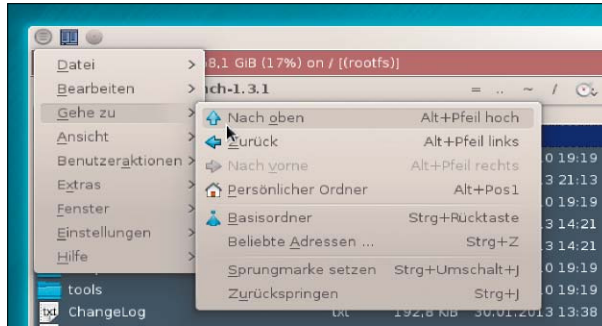 8,1 GiB (17%) on / [(rootfs)]
ch-1.3.1 = .. ~ /
Datei >
Bearbeiten >
Gehe zu >
Ansicht >
Benutzeraktionen >
Extras >
Fenster >
Einstellungen >
Hilfe >
Nach oben Alt+Pfeil hoch
Zurück Alt+Pfeil links
Nach vorne Alt+Pfeil rechts
Persönlicher Ordner Alt+Pos1
Basisordner Strg+Rücktaste
Beliebte Adressen ... Strg+Z
Sprungmarke setzen Strg+Umschalt+J
Zurückspringen Strg+J
.0 19:19
3 21:13
.0 19:19
3 14:21
3 14:21
.0 19:19
tools .0 19:19
txt ChangeLog txt 192,8 KiB 30.01.2013 13:38